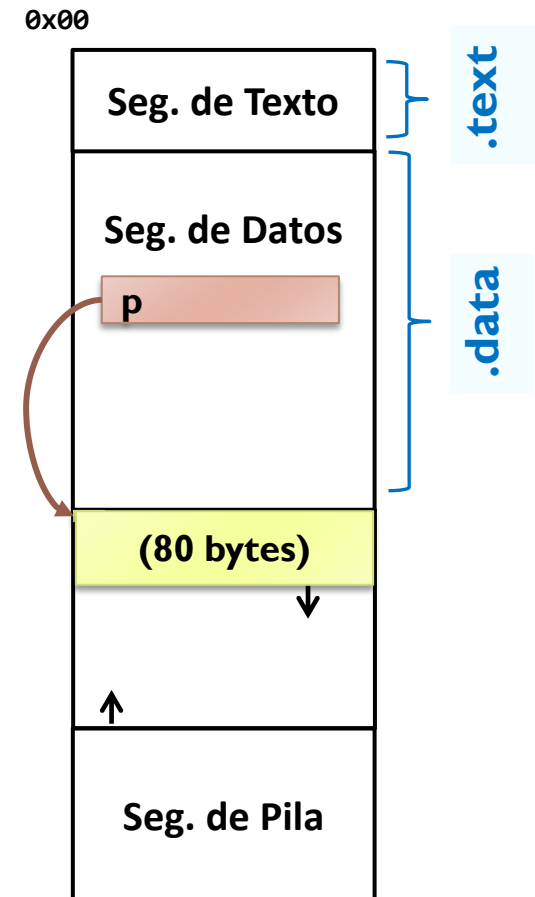 0x00
Seg. de Texto
.text
Seg. de Datos
p
.data
(80 bytes)
Seg. de Pila